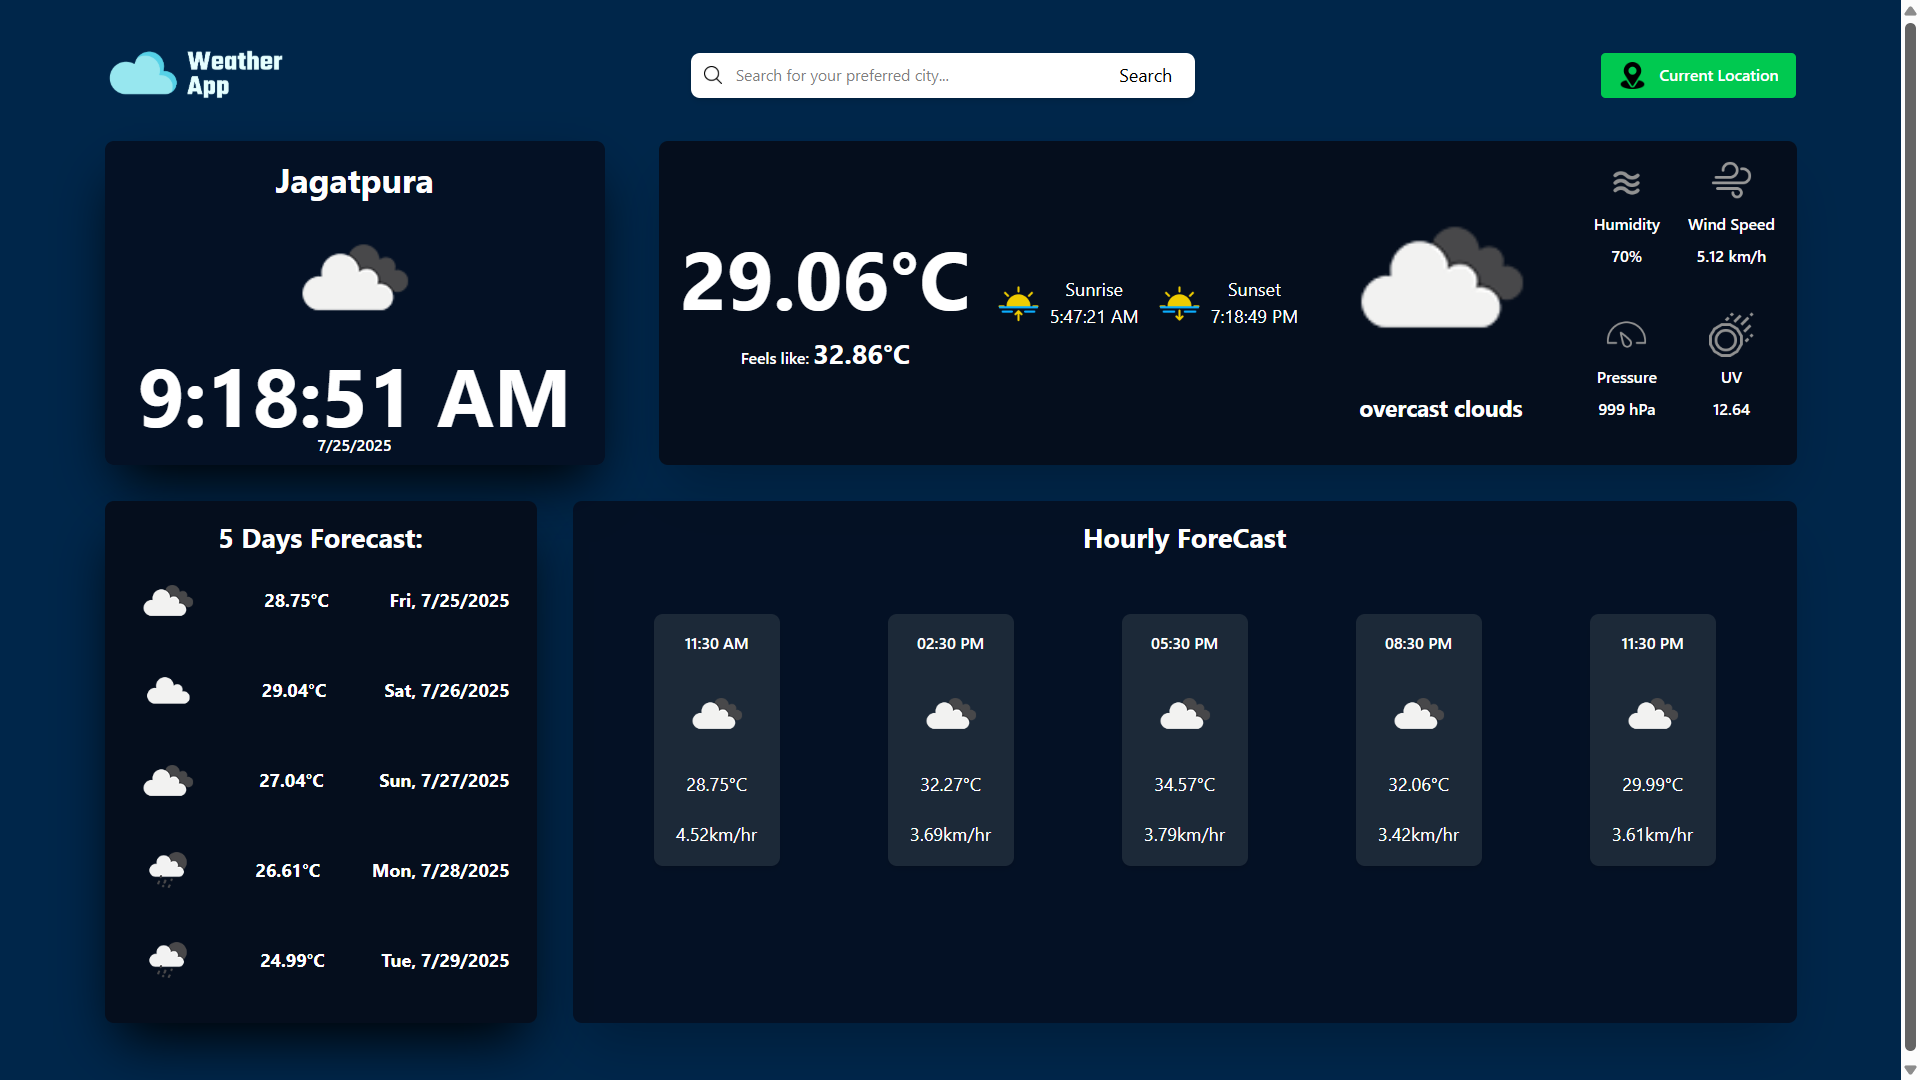 Weather
App
Search for your preferred city...
Search
Current Location
Jagatpura
9:18:51 AM
7/25/2025
29.06°C
Feels like: 32.86°C
Sunrise
5:47:21 AM
Sunset
7:18:49 PM
overcast clouds
Humidity
70%
Wind Speed
5.12 km/h
Pressure
999 hPa
UV
12.64
5 Days Forecast:
28.75°C Fri, 7/25/2025
29.04°C Sat, 7/26/2025
27.04°C Sun, 7/27/2025
26.61°C Mon, 7/28/2025
24.99°C Tue, 7/29/2025
Hourly ForeCast
11:30 AM
28.75°C
4.52km/hr
02:30 PM
32.27°C
3.69km/hr
05:30 PM
34.57°C
3.79km/hr
08:30 PM
32.06°C
3.42km/hr
11:30 PM
29.99°C
3.61km/hr